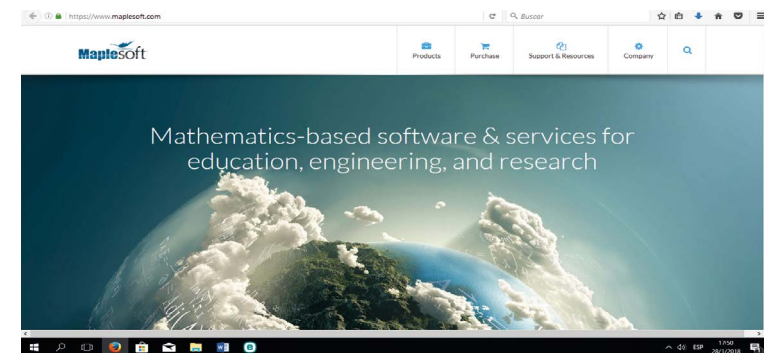 https://www.maplesoft.com
Buscar
Maplesoft
Products
Purchase
Support & Resources
Company
Mathematics-based software & services for
education, engineering, and research
ESP
17:50
28/1/2018